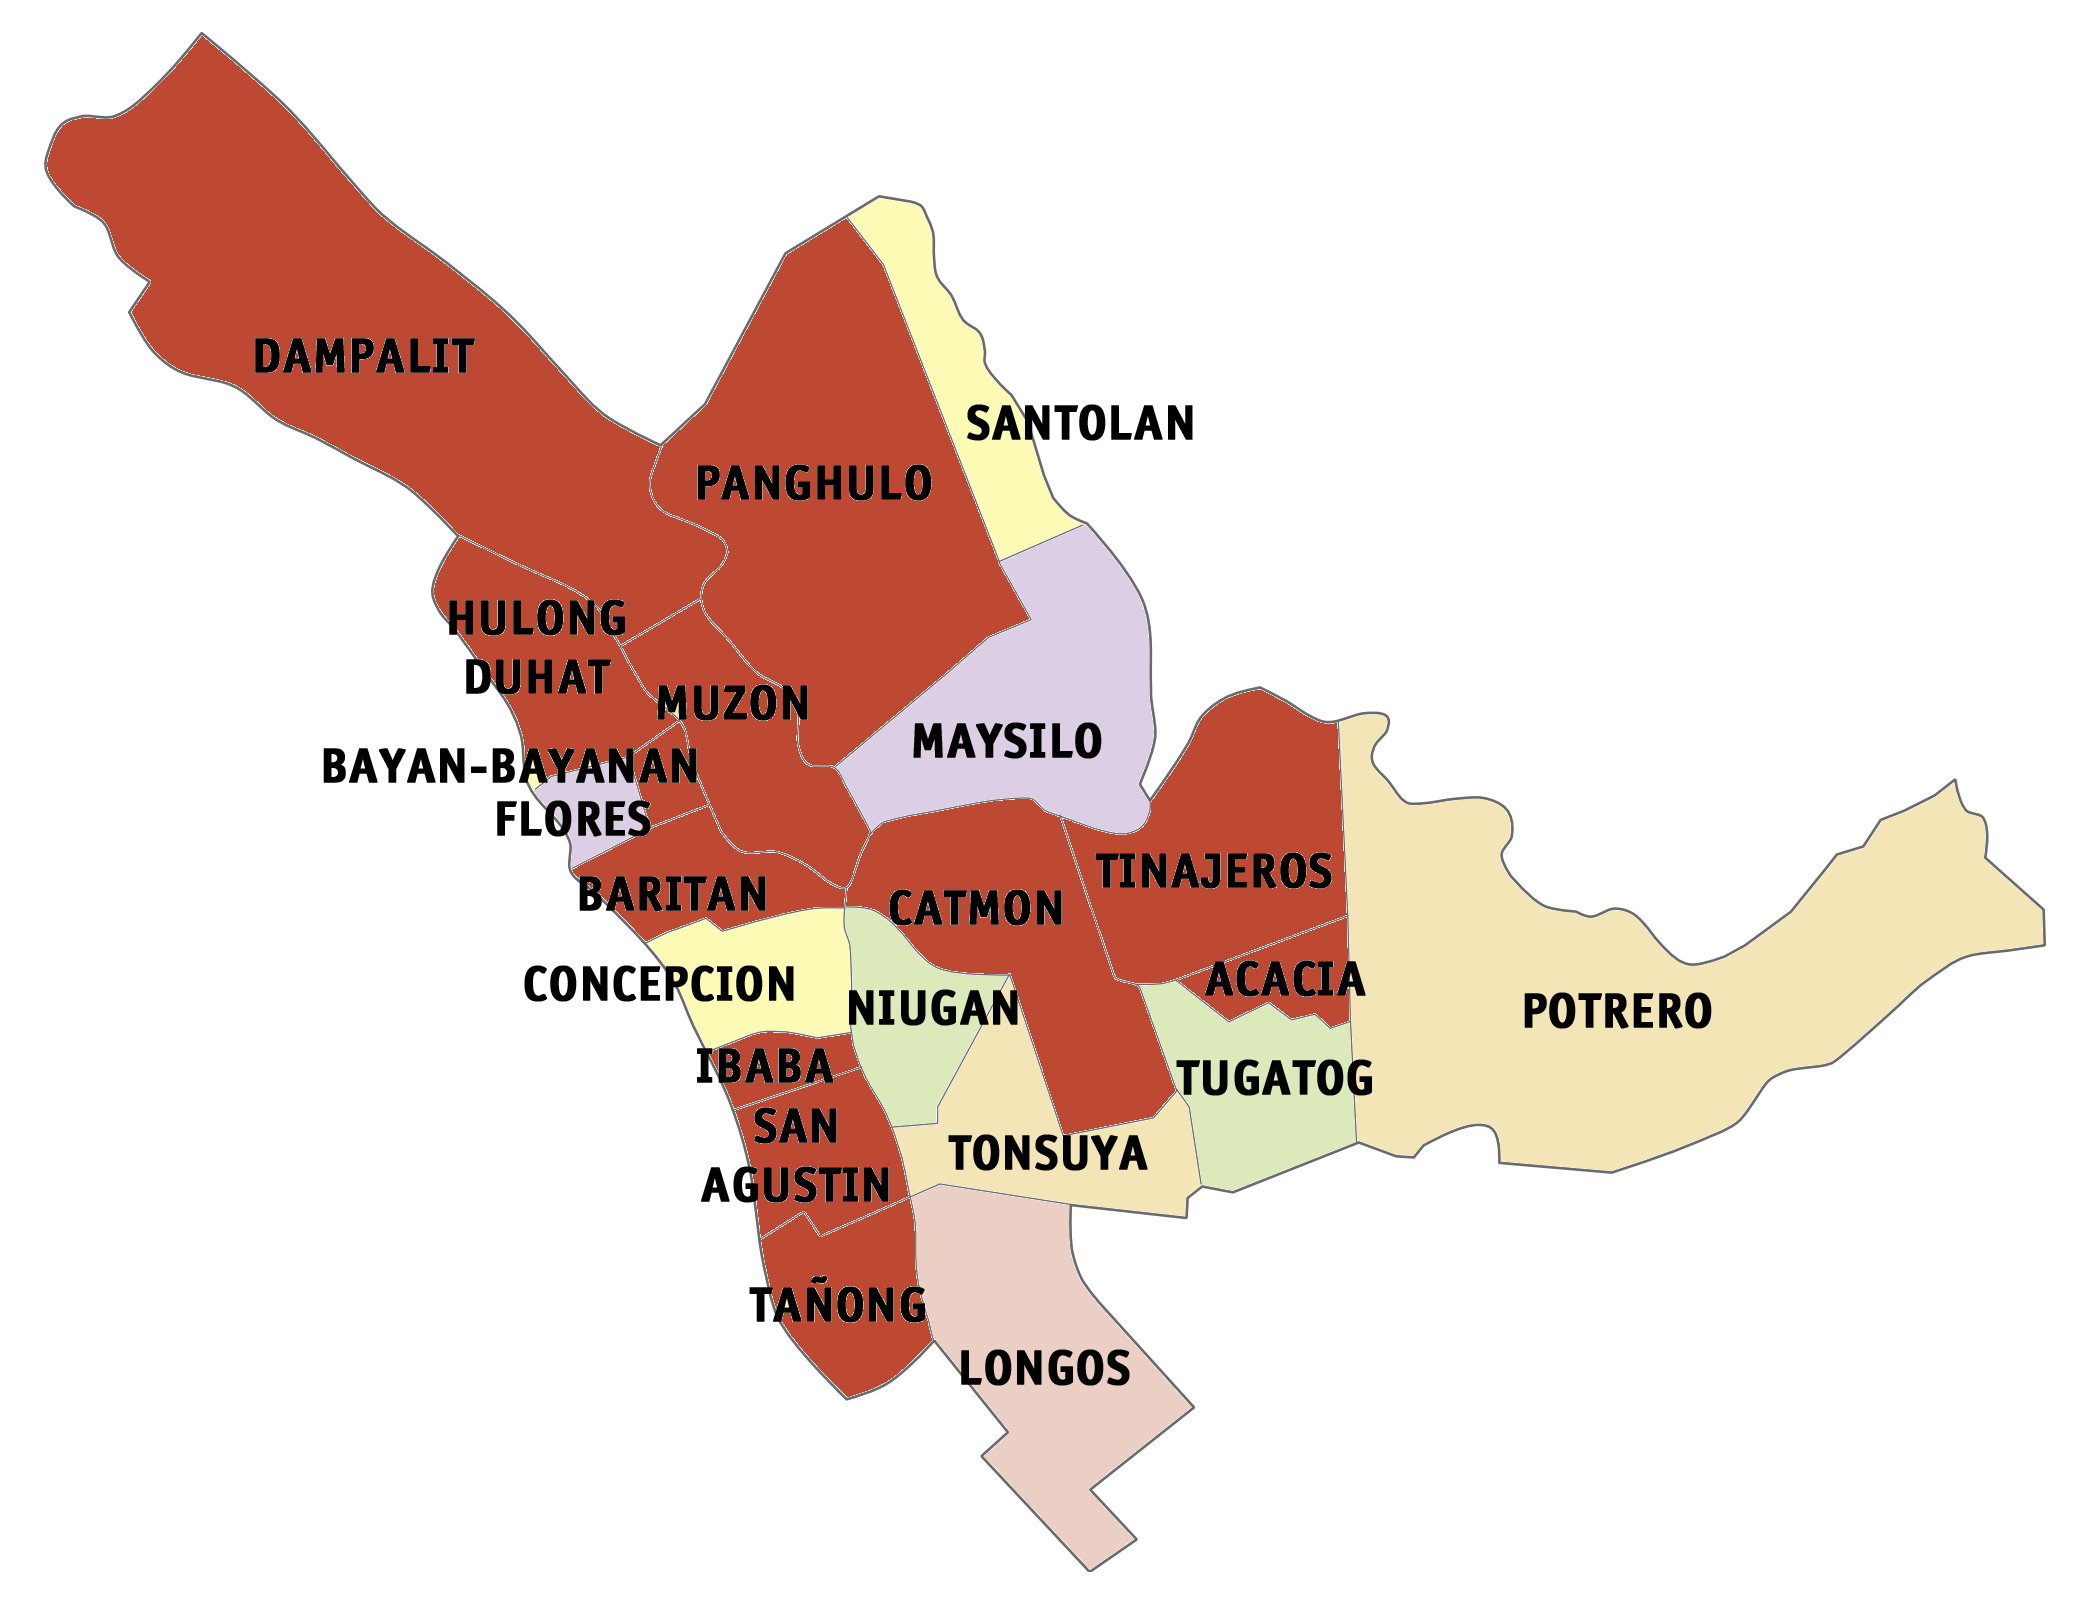 DAMPALIT
SANTOLAN
PANGHULO
HULONG
DUHAT
MUZON
MAYSILO
BAYAN-BAYANAN
FLORES
TINAJEROS
BARITAN
CATMON
ACACIA
CONCEPCION
NIUGAN
POTRERO
IBABA
TUGATOG
SAN
AGUSTIN
TONSUYA
TAÑONG
LONGOS